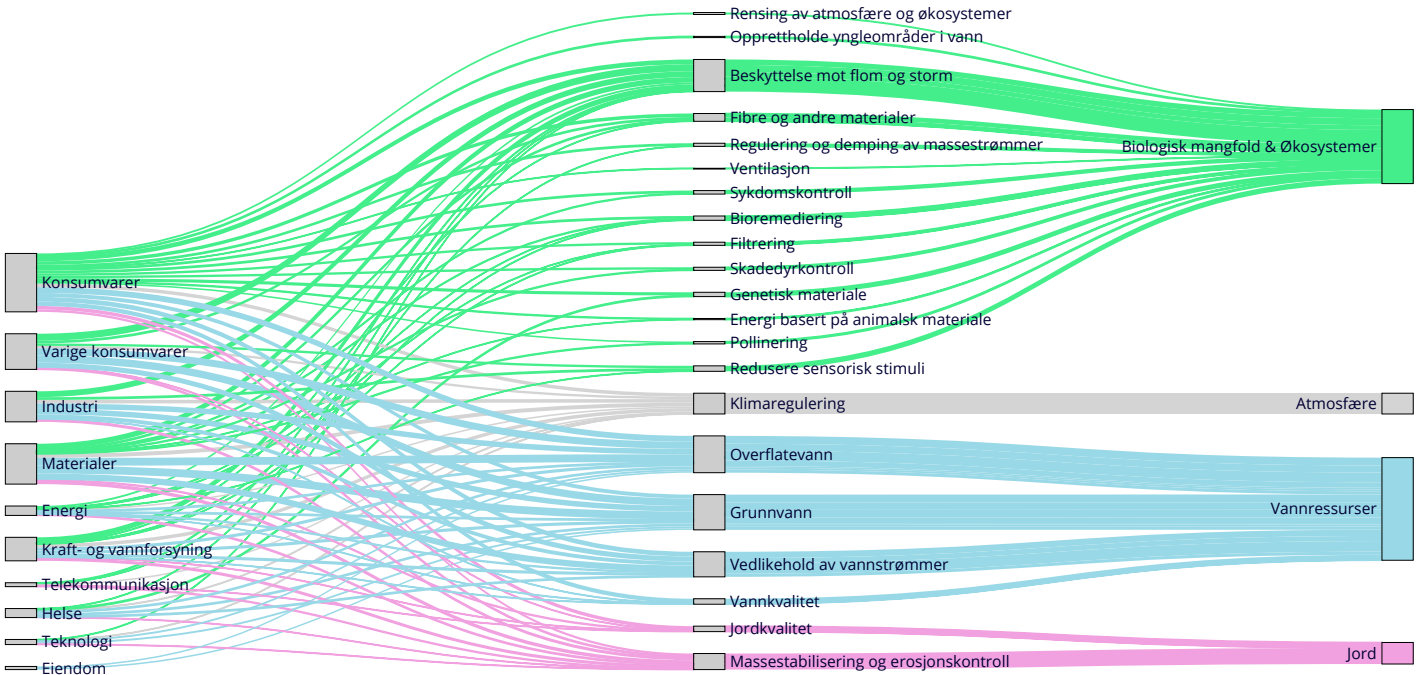 Konsumvarer
Varige konsumvarer
Industri
Materialer
Energi
Kraft- og vannforsyning
Telekommunikasjon
Helse
Teknologi
Eiendom
Rensing av atmosfære og økosystemer
Opprettholde yngleområder i vann
Beskyttelse mot flom og storm
Fibre og andre materialer
Regulering og demping av massestrømmer
Ventilasjon
Sykdomskontroll
Bioremediering
Filtrering
Skadedyrkontroll
Genetisk materiale
Energi basert på animalsk materiale
Pollinering
Redusere sensorisk stimuli
Klimaregulering
Overflatevann
Grunnvann
Vedlikehold av vannstrømmer
Vannkvalitet
Jordkvalitet
Massestabilisering og erosjonskontroll
Biologisk mangfold & Økosystemer
Atmosfære
Vannressurser
Jord